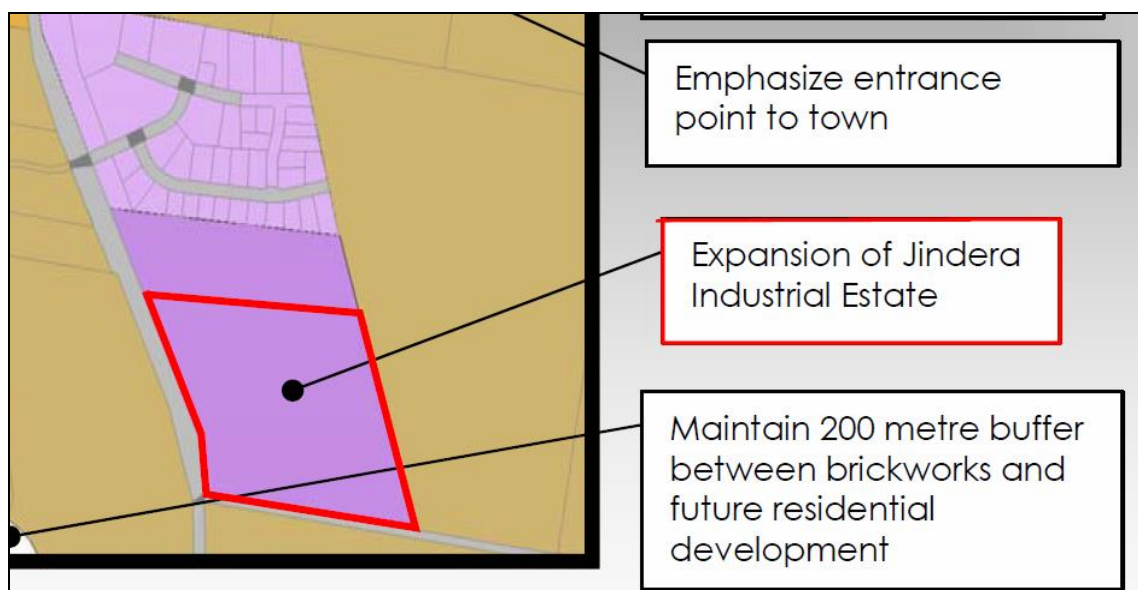 Emphasize entrance
point to town
Expansion of Jindera
Industrial Estate
Maintain 200 metre buffer
between brickworks and
future residential
development